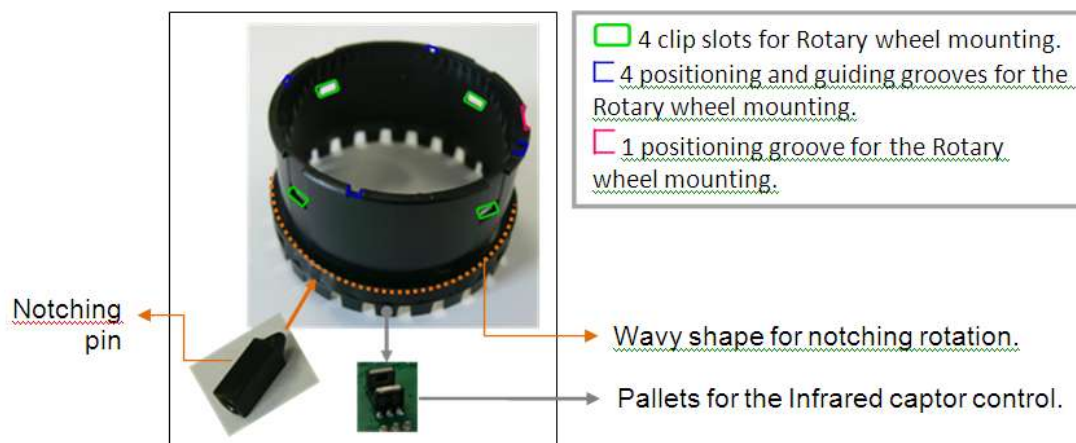 4 clip slots for Rotary wheel mounting.
4 positioning and guiding grooves for the
Rotary wheel mounting.
1 positioning groove for the Rotary
wheel mounting.
Notching
pin
Wavy shape for notching rotation.
Pallets for the Infrared captor control.